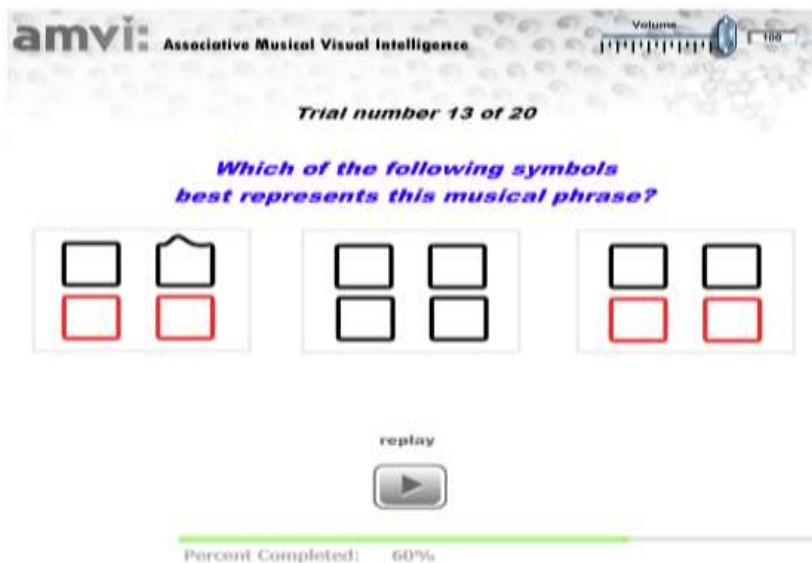 amvi: Associative Musical Visual Intelligence
Volume
100
Trial number 13 of 20
Which of the following symbols
best represents this musical phrase?
replay
Percent Completed: 60%